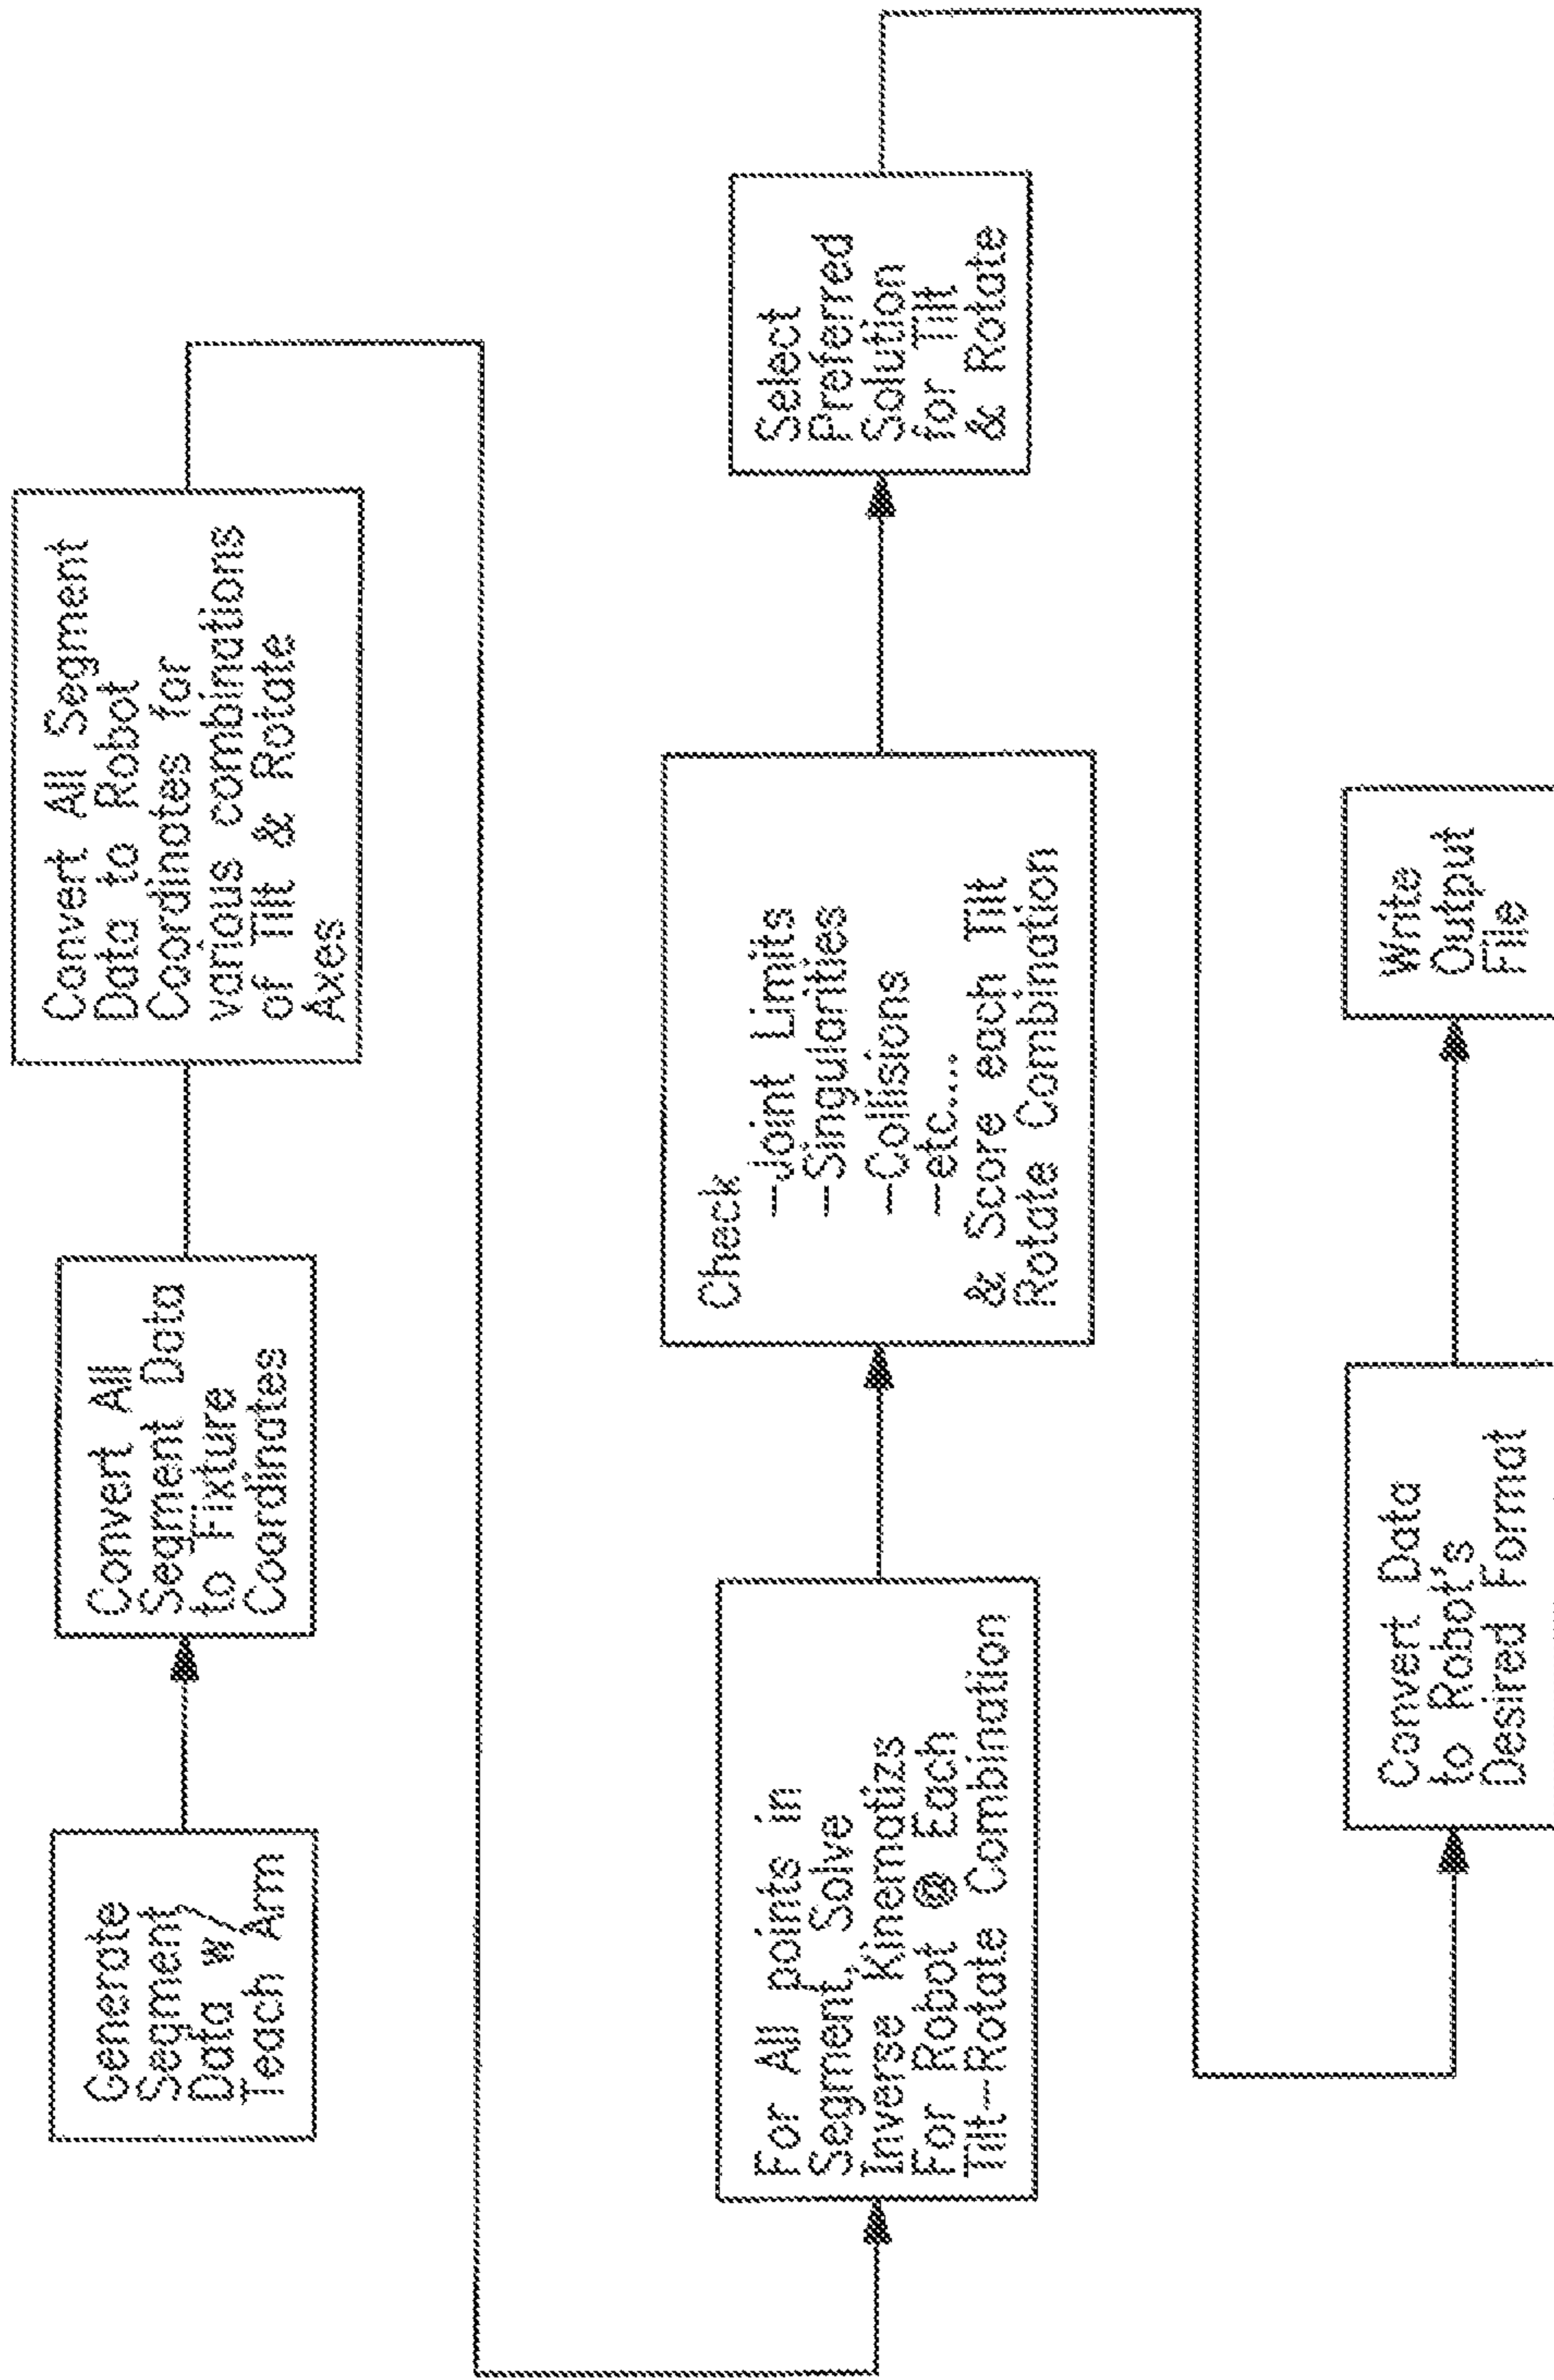 Generate
Segment
Data w/
Teach Arm
Convert All
Segment Data
to Fixture
Coordinates
Convert All Segment
Data to Robot
Coordinates for
various combinations
of Tilt & Rotate
Axes
For All points in
Segment, Solve
Inverse Kinematizs
For Robot @ Each
Tilt-Rotate Combination
Check
-Joint Limits
-Singularities
-Collisions
-etc....
& Score each Tilt
Rotate Combination
Select
Preferred
Solution
for Tilt
& Rotate
Convert Data
to Robot's
Desired Format
Write
Output
File